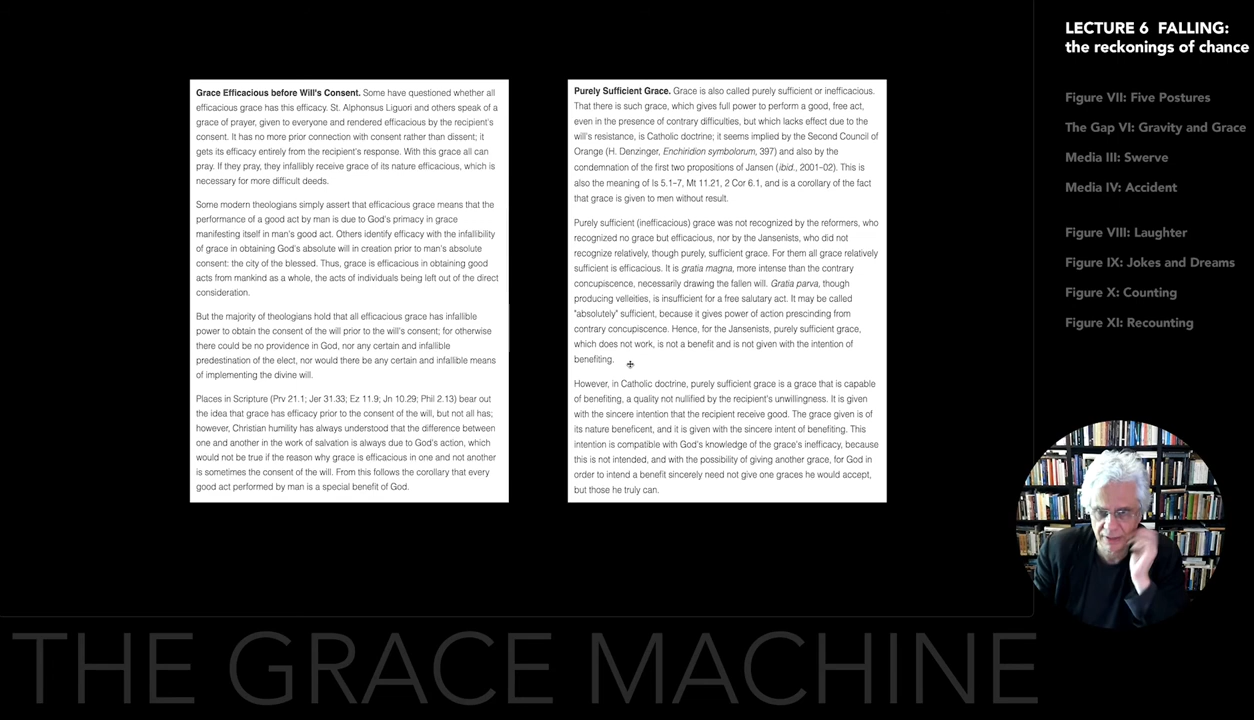 LECTURE 6 FALLING:
the reckonings of chance
Figure VII: Five Postures
The Gap VI: Gravity and Grace
Media III: Swerve
Media IV: Accident
Figure VIII: Laughter
Figure IX: Jokes and Dreams
Figure X: Counting
Figure XI: Recounting
Grace Efficacious before Will's Consent. Some have questioned whether all
efficacious grace has this efficacy. St. Alphonsus Liguori and others speak of a
grace of prayer, given to everyone and rendered efficacious by the recipient's
consent. It has no more prior connection with consent rather than dissent; it
gets its efficacy entirely from the recipient's response. With this grace all can
pray. If they pray, they infallibly receive grace of its nature efficacious, which is
necessary for more difficult deeds.
Some modern theologians simply assert that efficacious grace means that the
performance of a good act by man is due to God's primacy in grace
manifesting itself in man's good act. Others identify efficacy with the infallibility
of grace in obtaining God's absolute will in creation prior to man's absolute
consent: the city of the blessed. Thus, grace is efficacious in obtaining good
acts from mankind as a whole, the acts of individuals being left out of the direct
consideration.
But the majority of theologians hold that all efficacious grace has infallible
power to obtain the consent of the will prior to the will's consent; for otherwise
there could be no providence in God, nor any certain and infallible
predestination of the elect, nor would there be any certain and infallible means
of implementing the divine will.
Places in Scripture (Prv 21.1; Jer 31.33; Ez 11.9; Jn 10.29; Phil 2.13) bear out
the idea that grace has efficacy prior to the consent of the will, but not all has;
however, Christian humility has always understood that the difference between
one and another in the work of salvation is always due to God's action, which
would not be true if the reason why grace is efficacious in one and not another
is sometimes the consent of the will. From this follows the corollary that every
good act performed by man is a special benefit of God.
Purely Sufficient Grace. Grace is also called purely sufficient or inefficacious.
That there is such grace, which gives full power to perform a good, free act,
even in the presence of contrary difficulties, but which lacks effect due to the
will's resistance, is Catholic doctrine; it seems implied by the Second Council of
Orange (H. Denzinger, Enchiridion symbolorum, 397) and also by the
condemnation of the first two propositions of Jansen (ibid., 2001–02). This is
also the meaning of Is 5.1–7, Mt 11.21, 2 Cor 6.1, and is a corollary of the fact
that grace is given to men without result.
Purely sufficient (inefficacious) grace was not recognized by the reformers, who
recognized no grace but efficacious, nor by the Jansenists, who did not
recognize relatively, though purely, sufficient grace. For them all grace relatively
sufficient is efficacious. It is gratia magna, more intense than the contrary
concupiscence, necessarily drawing the fallen will. Gratia parva, though
producing velleities, is insufficient for a free salutary act. It may be called
"absolutely" sufficient, because it gives power of action prescinding from
contrary concupiscence. Hence, for the Jansenists, purely sufficient grace,
which does not work, is not a benefit and is not given with the intention of
benefiting.
However, in Catholic doctrine, purely sufficient grace is a grace that is capable
of benefiting, a quality not nullified by the recipient's unwillingness. It is given
with the sincere intention that the recipient receive good. The grace given is of
its nature beneficent, and it is given with the sincere intent of benefiting. This
intention is compatible with God's knowledge of the grace's inefficacy, because
this is not intended, and with the possibility of giving another grace, for God in
order to intend a benefit sincerely need not give one graces he would accept,
but those he truly can.
THE GRACE MACHINE